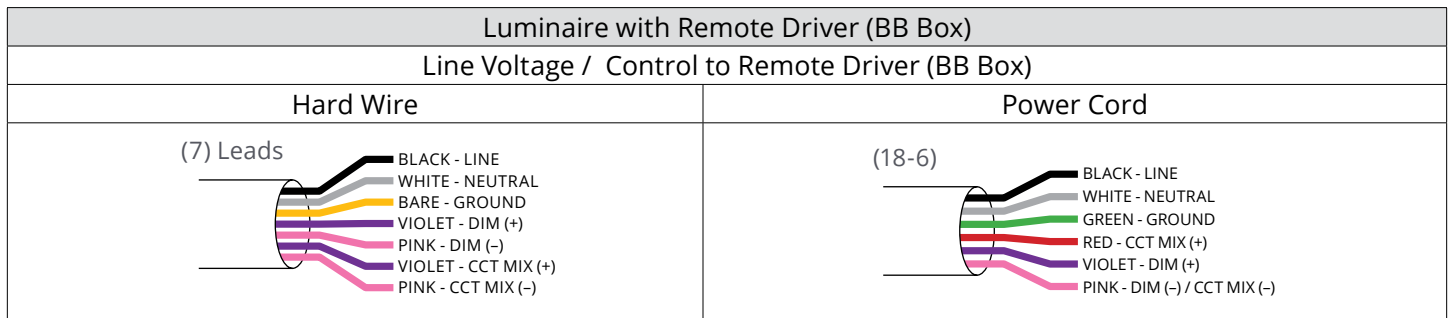 Luminaire with Remote Driver (BB Box)
Line Voltage / Control to Remote Driver (BB Box)
Hard Wire
(7) Leads
BLACK - LINE
WHITE - NEUTRAL
BARE - GROUND
VIOLET - DIM (+)
PINK - DIM (–)
VIOLET - CCT MIX (+)
PINK - CCT MIX (–)
Power Cord
(18-6)
BLACK - LINE
WHITE - NEUTRAL
GREEN - GROUND
RED - CCT MIX (+)
VIOLET - DIM (+)
PINK - DIM (–) / CCT MIX (–)